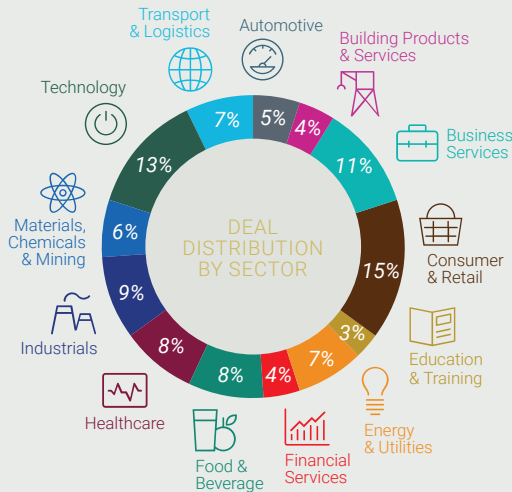 Transport
& Logistics
Automotive
Building Products
& Services
Technology
Business
Services
Materials,
Chemicals
& Mining
Consumer
& Retail
Industrials
Education
& Training
Healthcare
Energy
& Utilities
Food &
Beverage
Financial
Services
DEAL
DISTRIBUTION
BY SECTOR
5%
4%
11%
15%
3%
7%
4%
8%
8%
9%
6%
13%
7%